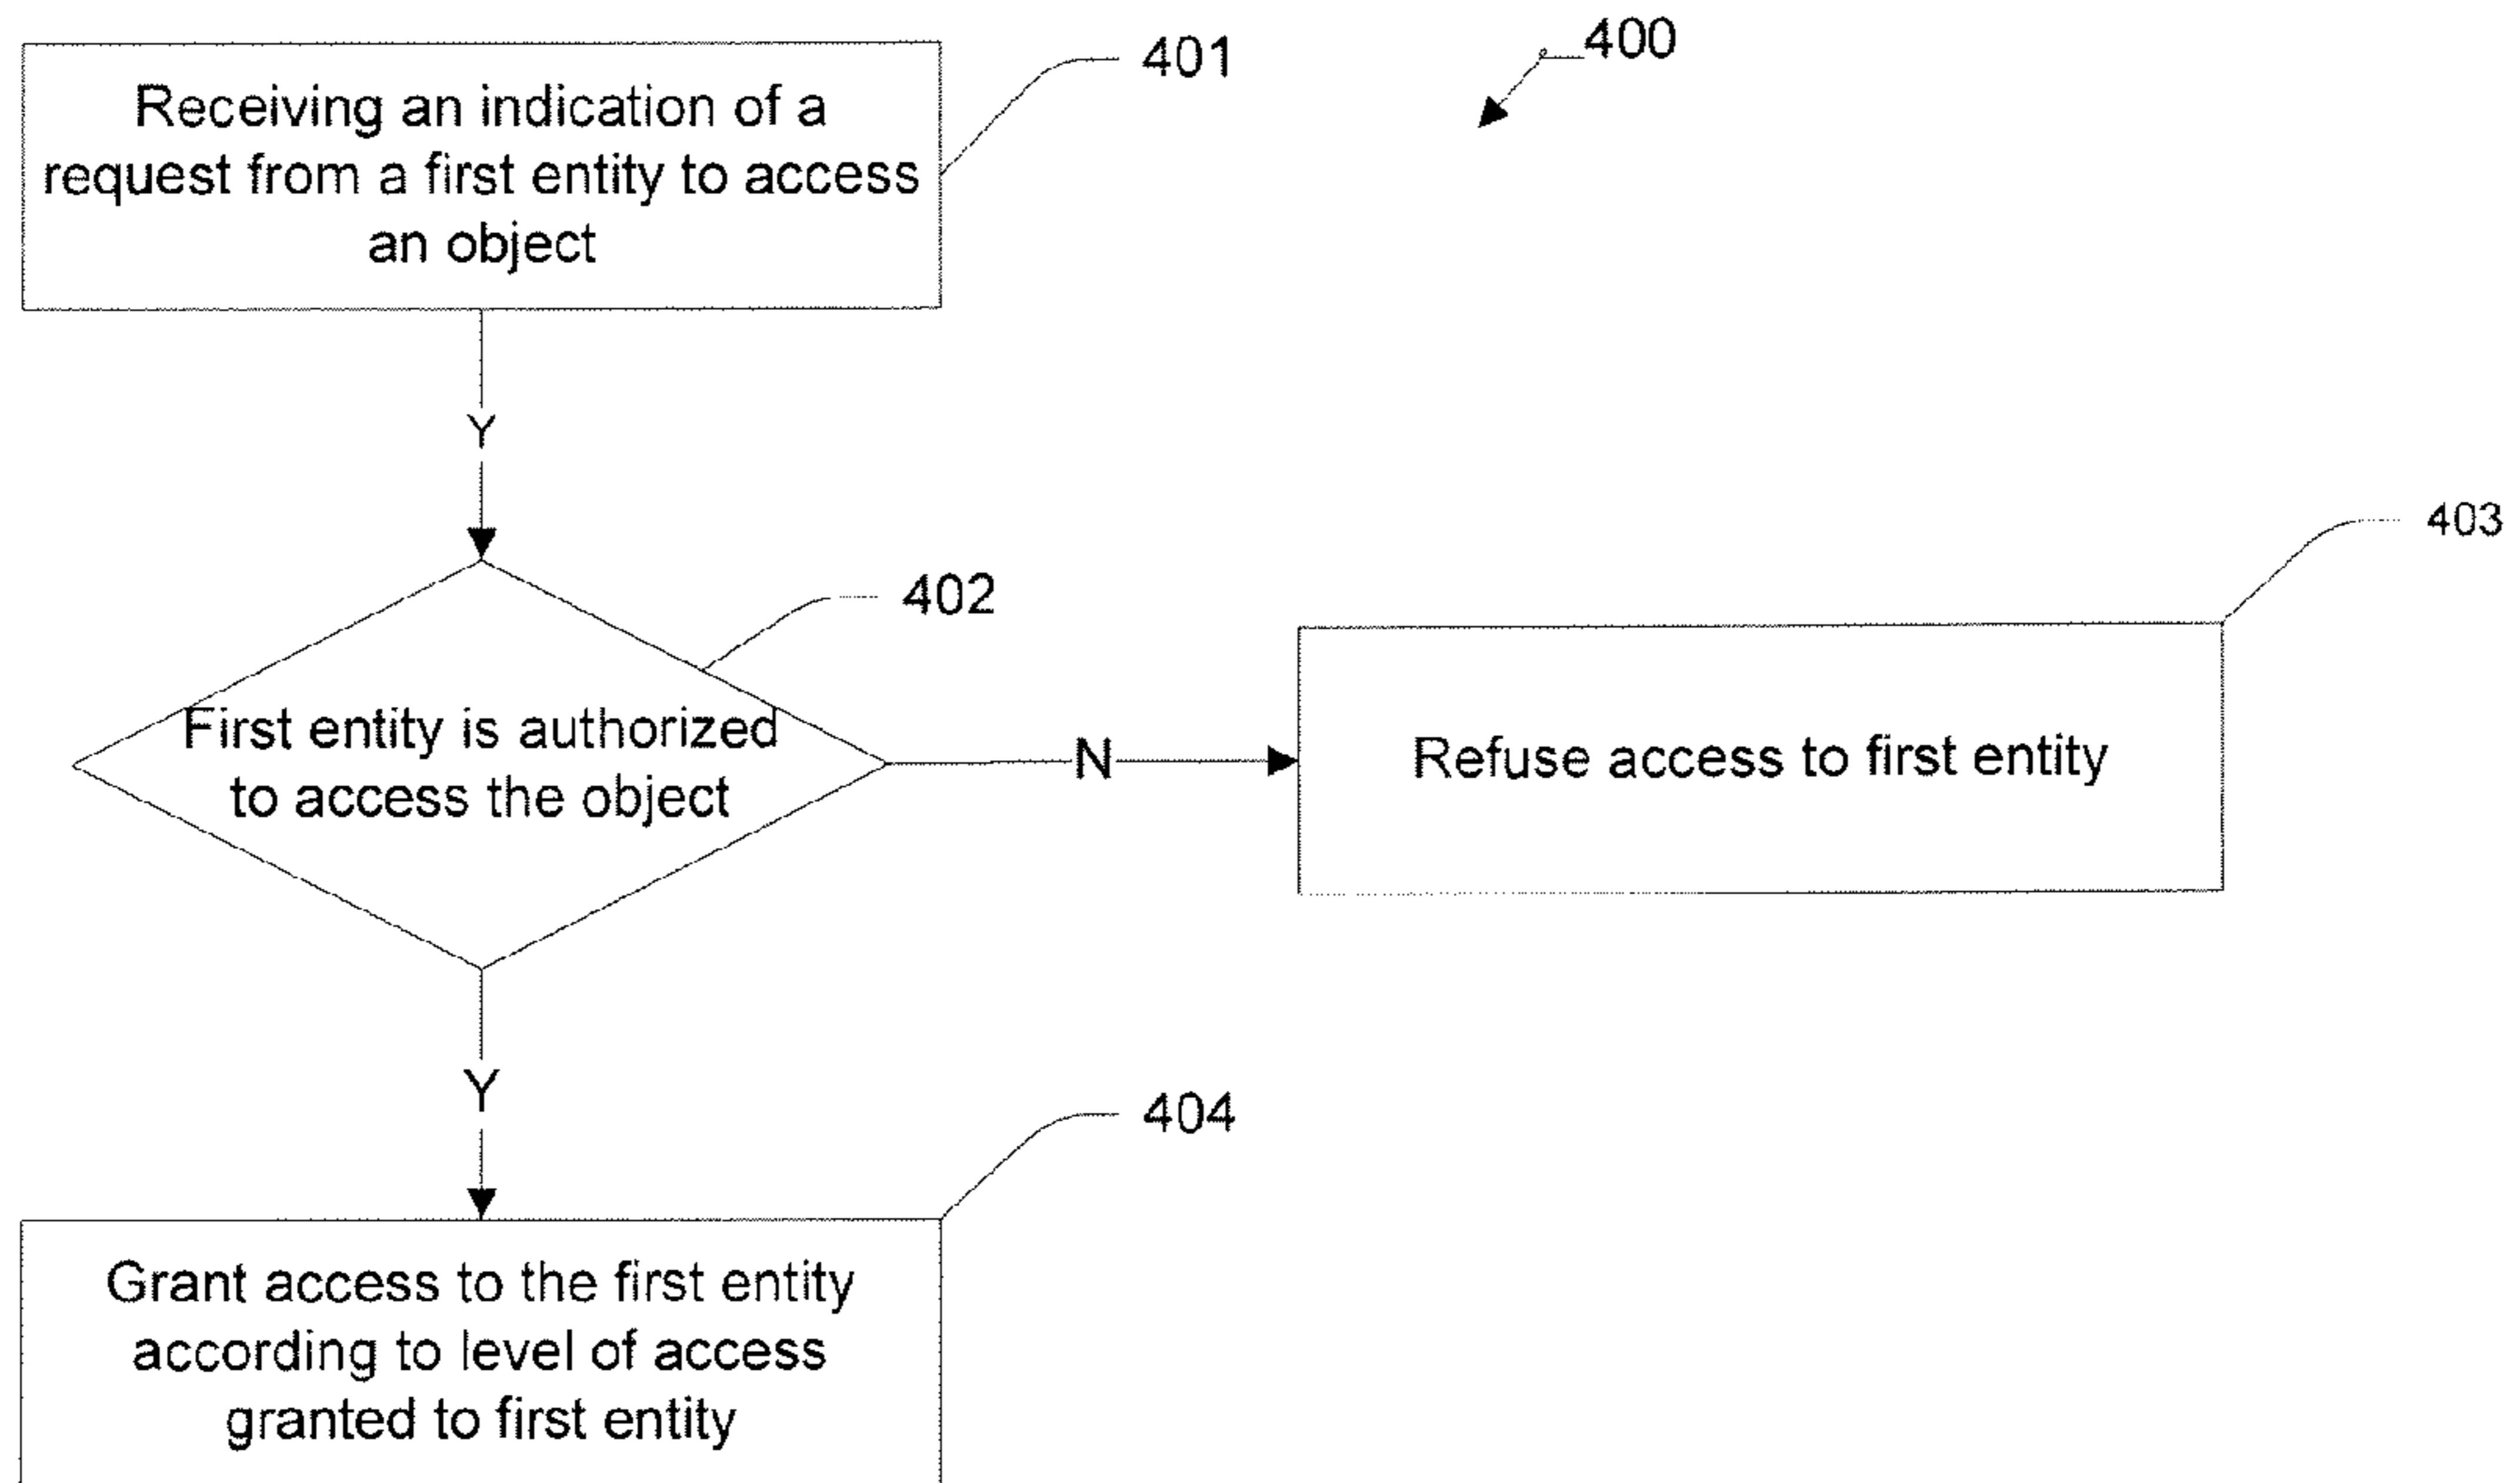 400
401
Receiving an indication of a
request from a first entity to access
an object
Y
402
First entity is authorized
to access the object
N
403
Refuse access to first entity
Y
404
Grant access to the first entity
according to level of access
granted to first entity